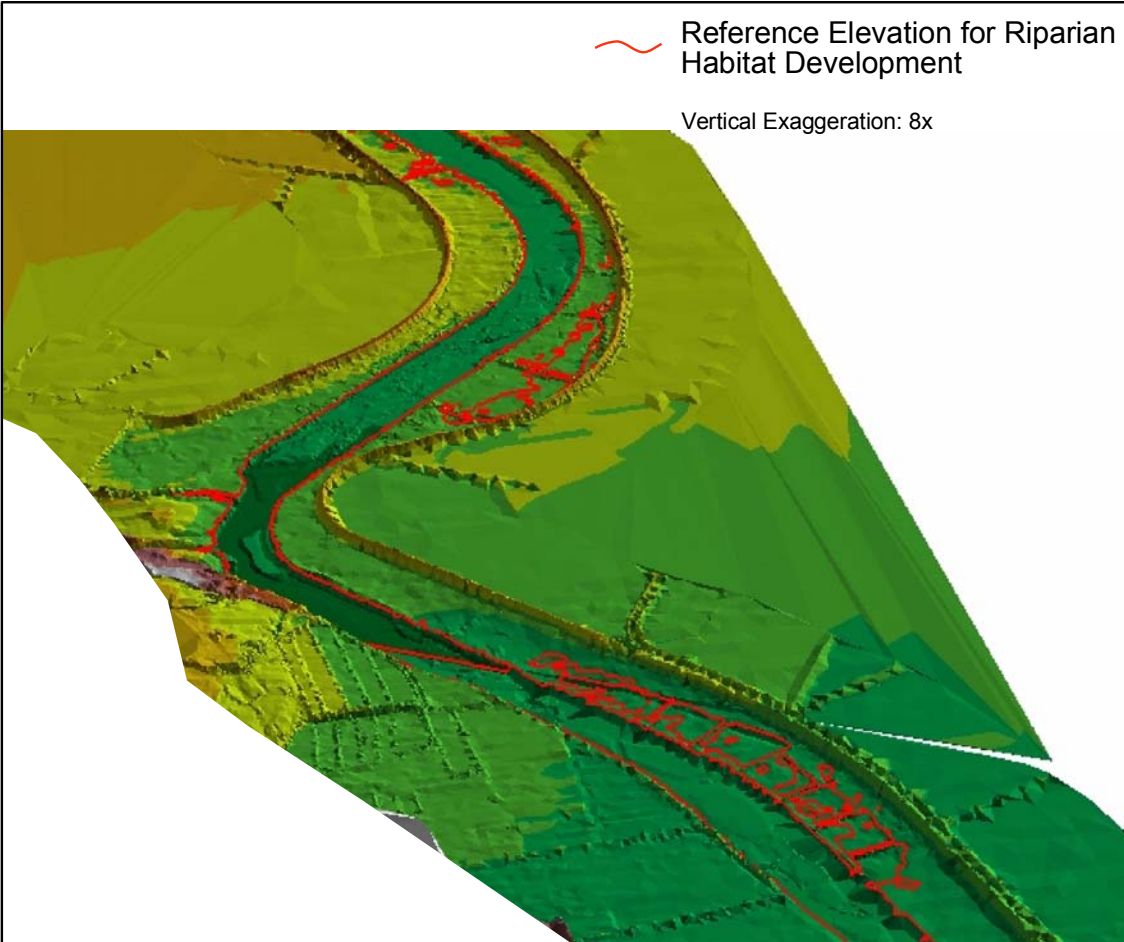 Reference Elevation for Riparian
Habitat Development
Vertical Exaggeration: 8x